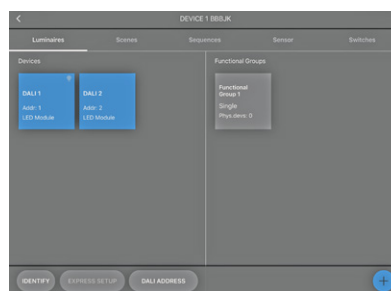 DEVICE 1 BBBJK
Luminaires Scenes Sequences Sensor Switches
Devices Functional Groups
DALI 1
Addr: 1
LED Module
DALI 2
Addr: 2
LED Module
Functional
Group 1
Single
Phys.devs: 0
IDENTIFY EXPRESS SETUP DALI ADDRESS